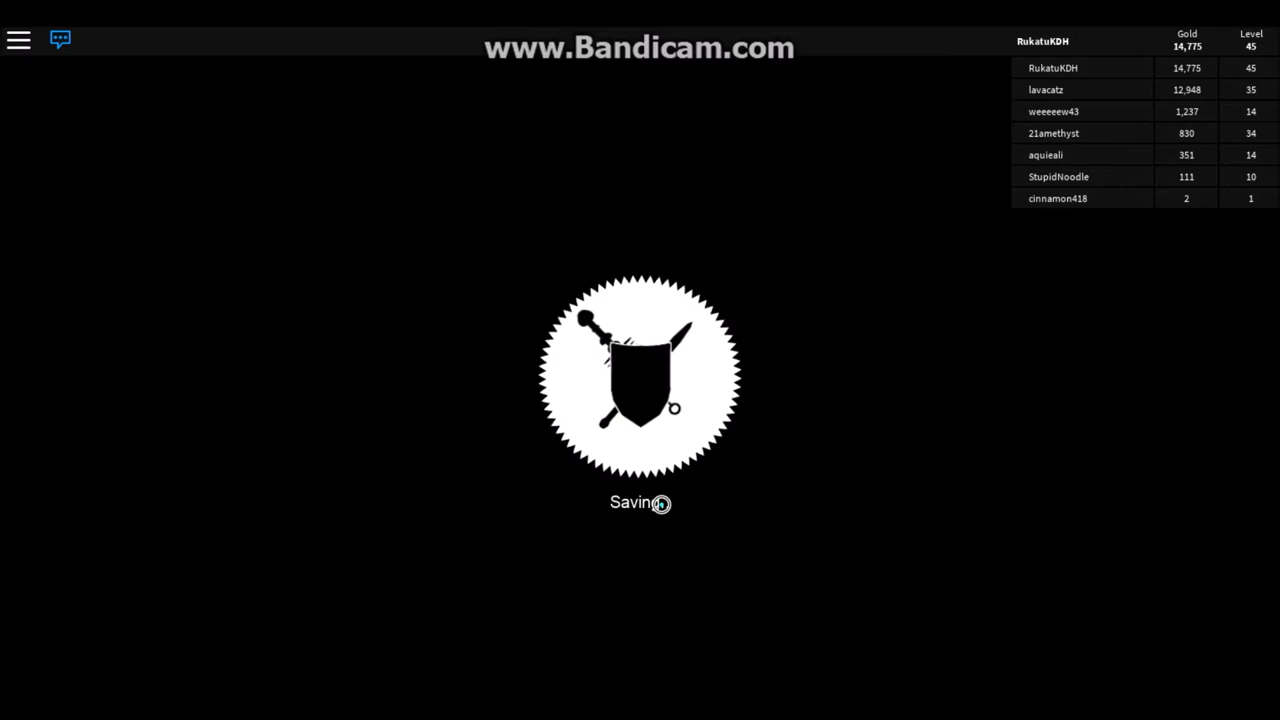 www.Bandicam.com
RukatuKDH Gold 14,775 Level 45
RukatuKDH 14,775 45
lavacatz 12,948 35
weeeeew43 1,237 14
21amethyst 830 34
aquieali 351 14
StupidNoodle 111 10
cinnamon418 2 1
Saving